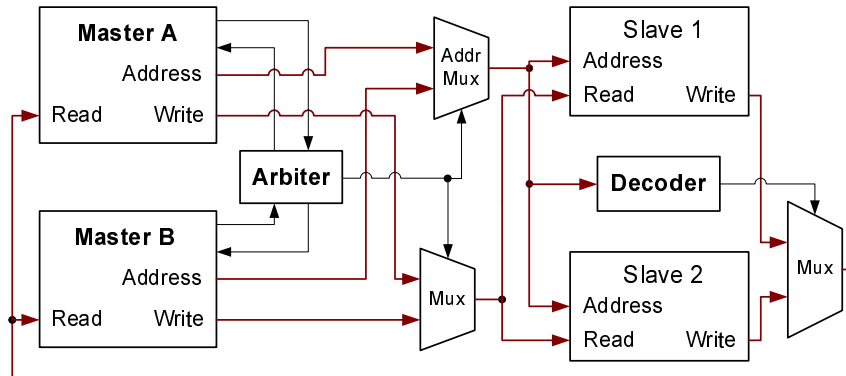 Master A
Address
Read Write
Arbiter
Master B
Address
Read Write
Addr
Mux
Mux
Slave 1
Address
Read Write
Decoder
Slave 2
Address
Read Write
Mux